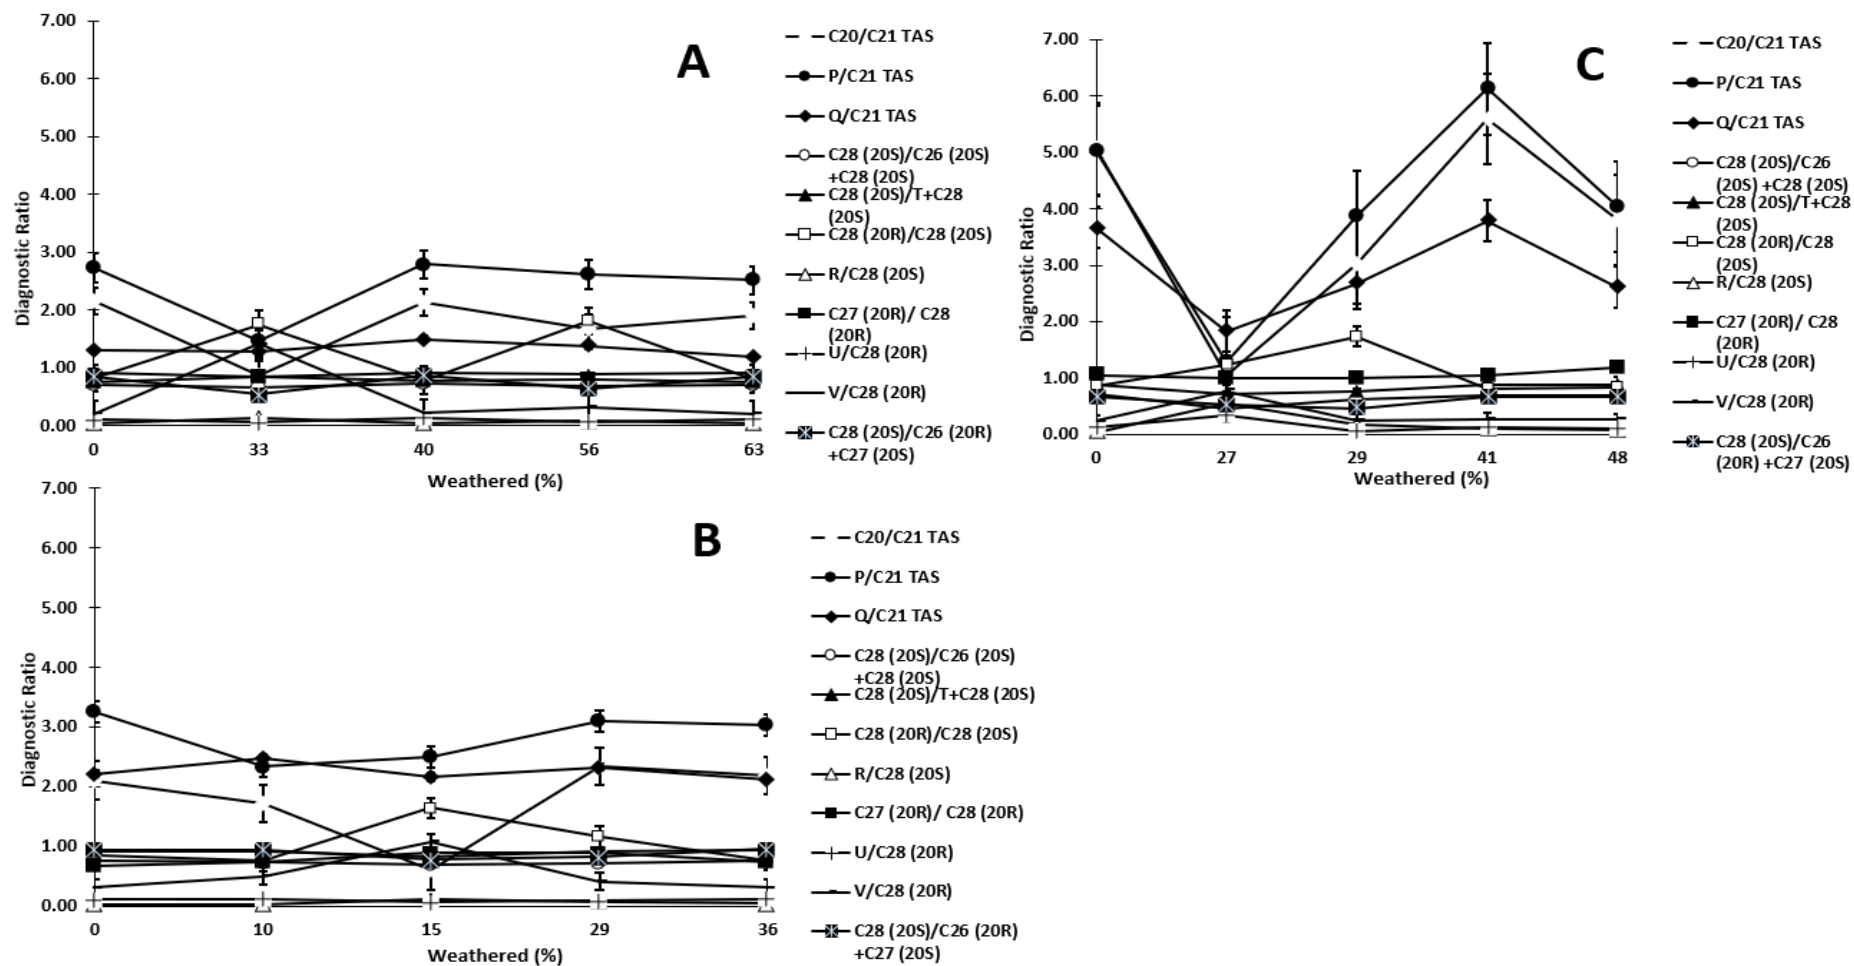 A
7.00
6.00
5.00
4.00
3.00
2.00
1.00
0.00
Diagnostic Ratio
0 33 40 56 63
Weathered (%)
C20/C21 TAS
P/C21 TAS
Q/C21 TAS
C28 (20S)/C26 (20S)
+C28 (20S)
C28 (20S)/T+C28
(20S)
C28 (20R)/C28 (20S)
R/C28 (20S)
C27 (20R)/ C28
(20R)
U/C28 (20R)
V/C28 (20R)
C28 (20S)/C26 (20R)
+C27 (20S)
C
7.00
6.00
5.00
4.00
3.00
2.00
1.00
0.00
Diagnostic Ratio
0 27 29 41 48
Weathered (%)
C20/C21 TAS
P/C21 TAS
Q/C21 TAS
C28 (20S)/C26
(20S) +C28 (20S)
C28 (20S)/T+C28
(20S)
C28 (20R)/C28
(20S)
R/C28 (20S)
C27 (20R)/ C28
(20R)
U/C28 (20R)
V/C28 (20R)
C28 (20S)/C26
(20R) +C27 (20S)
B
7.00
6.00
5.00
4.00
3.00
2.00
1.00
0.00
Diagnostic Ratio
0 10 15 29 36
Weathered (%)
C20/C21 TAS
P/C21 TAS
Q/C21 TAS
C28 (20S)/C26 (20S)
+C28 (20S)
C28 (20S)/T+C28 (20S)
C28 (20R)/C28 (20S)
R/C28 (20S)
C27 (20R)/ C28 (20R)
U/C28 (20R)
V/C28 (20R)
C28 (20S)/C26 (20R)
+C27 (20S)